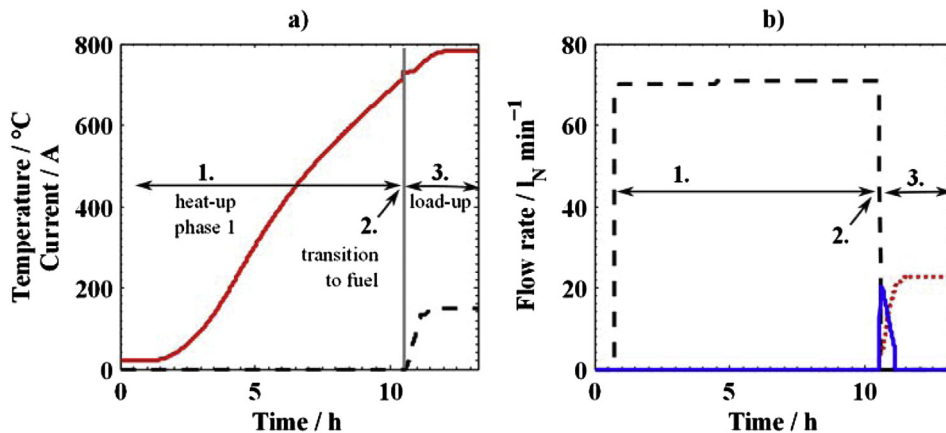 a)
800
600
400
200
0
0
5
10
Temperature / °C
Current / A
Time / h
1.
heat-up
phase 1
2.
transition
to fuel
3.
load-up
b)
80
60
40
20
0
0
5
10
Flow rate / l_N min⁻¹
Time / h
1.
2.
3.